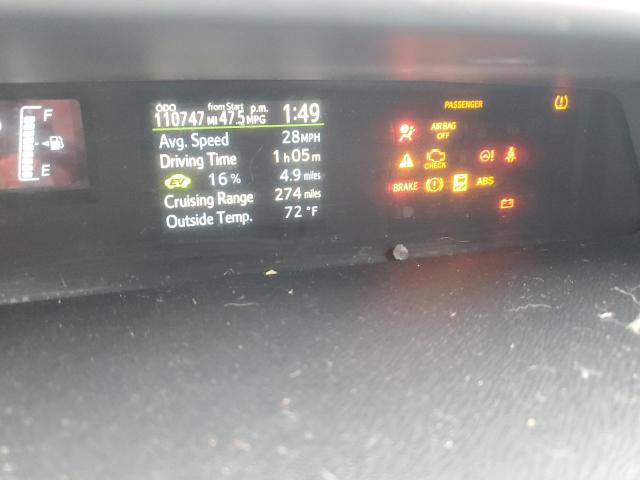 F
E
ODO from Start p.m.
110747 MI 47.5 MPG 1:49
Avg. Speed 28 MPH
Driving Time 1 h 05 m
EV 16 % 4.9 miles
Cruising Range 274 miles
Outside Temp. 72 °F
PASSENGER
AIR BAG
OFF
CHECK
BRAKE ABS